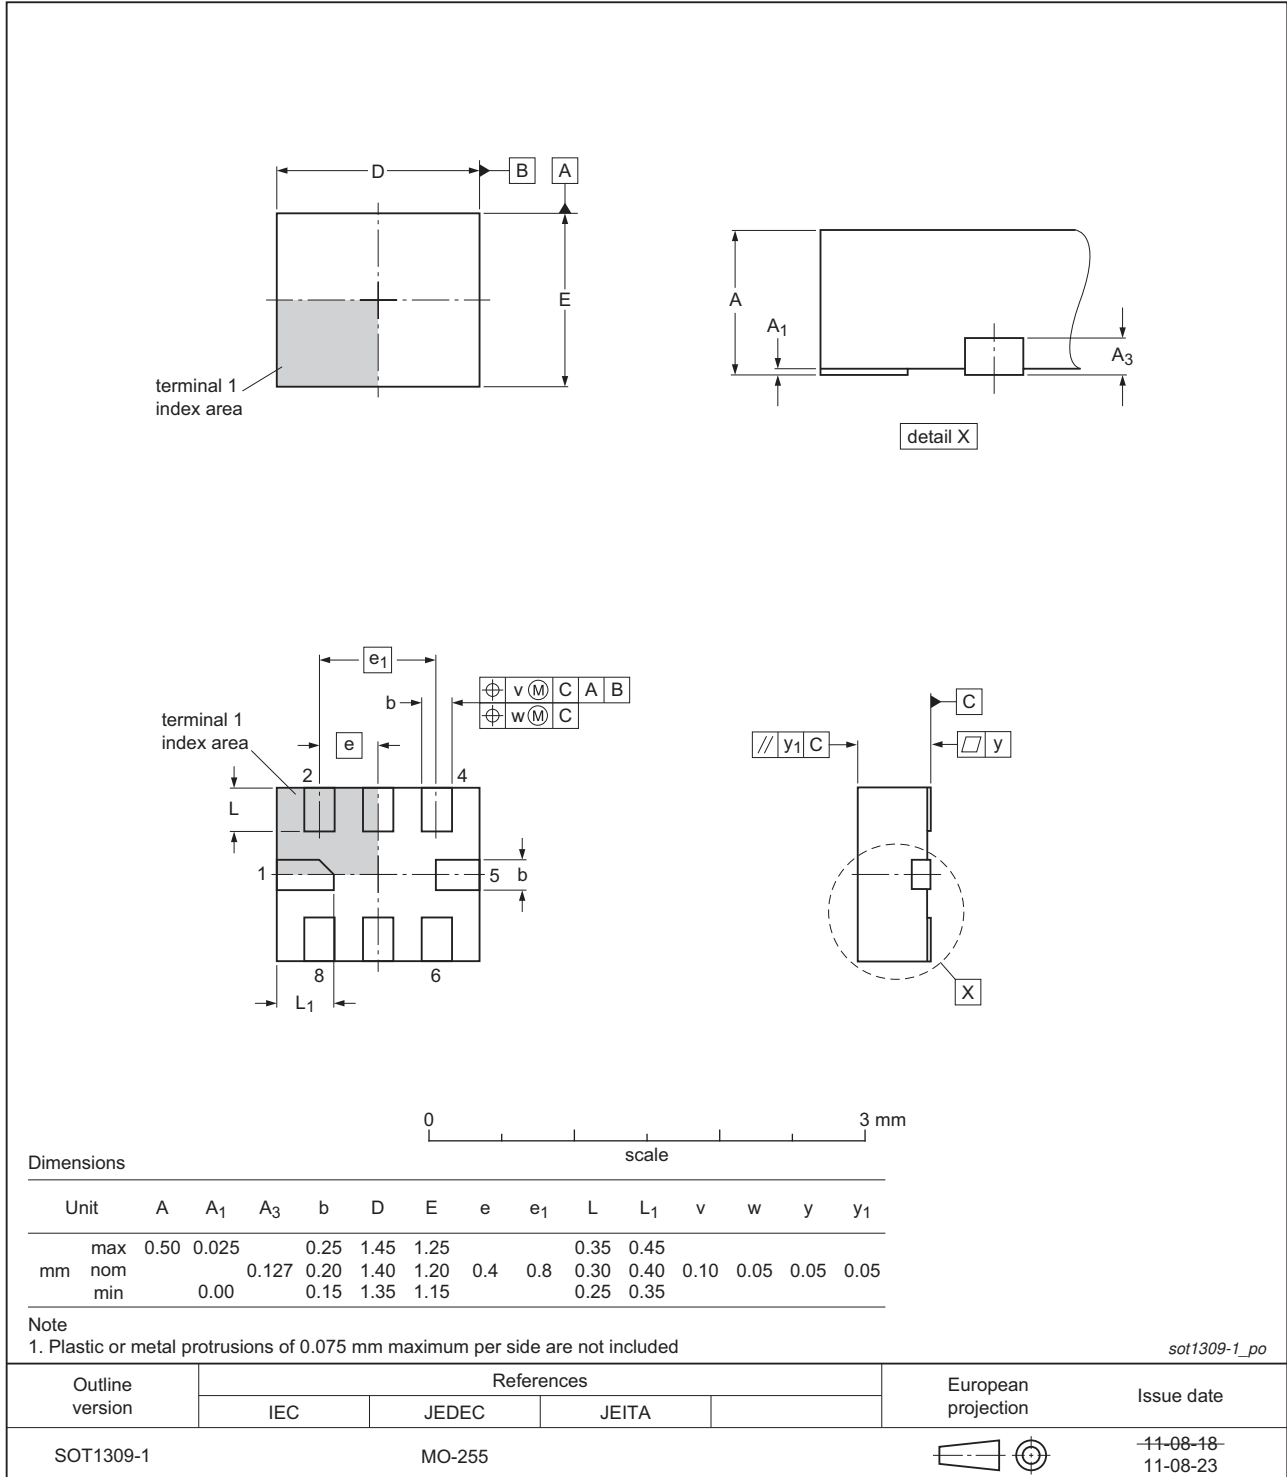 D
B
A
E
terminal 1
index area
A
A1
A3
detail X
e1
b
v M C A B
w M C
terminal 1
index area
e
2
4
L
1
5
b
8
6
L1
C
// y1 C
y
X
0
3 mm
scale
Dimensions
Unit A A1 A3 b D E e e1 L L1 v w y y1
max 0.50 0.025 0.25 1.45 1.25 0.35 0.45
mm nom 0.127 0.20 1.40 1.20 0.4 0.8 0.30 0.40 0.10 0.05 0.05 0.05
min 0.00 0.15 1.35 1.15 0.25 0.35
Note
1. Plastic or metal protrusions of 0.075 mm maximum per side are not included
sot1309-1_po
Outline
version
References
IEC JEDEC JEITA
European
projection
Issue date
SOT1309-1
MO-255
11-08-18
11-08-23